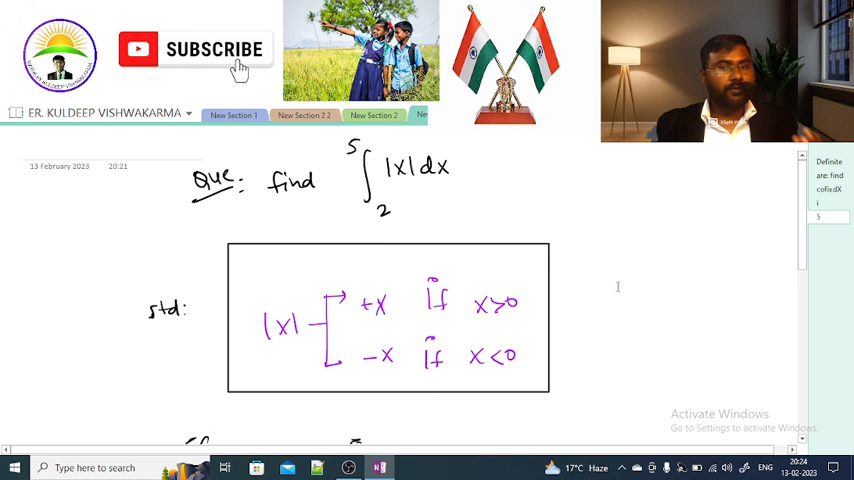 SUBSCRIBE
ER. KULDEEP VISHWAKARMA
New Section 1
New Section 2 2
New Section 2
Ne
13 February 2023 20:21
Que: find ∫₂⁵ |x| dx
std:
|x|
+x if x>0
-x if x<0
Definite
are: find
cofixdX
i
5
Activate Windows
Go to Settings to activate Windows.
Type here to search
17°C Haze
ENG
20:24
13-02-2023